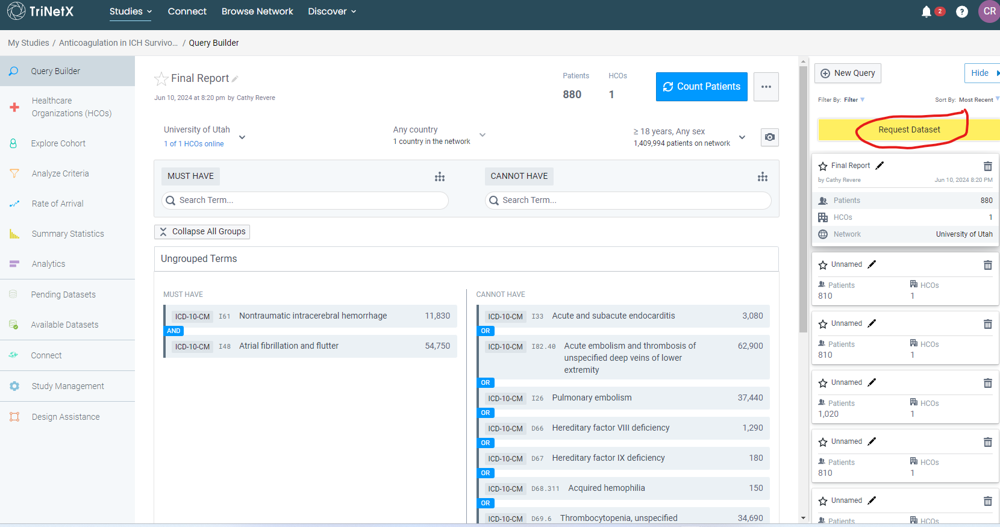 TriNetX
Studies Connect Browse Network Discover
2 ? CR
My Studies / Anticoagulation in ICH Survivo... / Query Builder
Query Builder
Healthcare
Organizations (HCOs)
Explore Cohort
Analyze Criteria
Rate of Arrival
Summary Statistics
Analytics
Pending Datasets
Available Datasets
Connect
Study Management
Design Assistance
Final Report
Jun 10, 2024 at 8:20 pm by Cathy Revere
Patients HCOs
880 1
Count Patients
University of Utah
1 of 1 HCOs online
Any country
1 country in the network
≥ 18 years, Any sex
1,409,994 patients on network
MUST HAVE
Search Term...
CANNOT HAVE
Search Term...
Collapse All Groups
Ungrouped Terms
MUST HAVE
ICD-10-CM I61 Nontraumatic intracerebral hemorrhage 11,830
AND
ICD-10-CM I48 Atrial fibrillation and flutter 54,750
CANNOT HAVE
ICD-10-CM I33 Acute and subacute endocarditis 3,080
OR
ICD-10-CM I82.40 Acute embolism and thrombosis of 62,900
unspecified deep veins of lower
extremity
OR
ICD-10-CM I26 Pulmonary embolism 37,440
OR
ICD-10-CM D66 Hereditary factor VIII deficiency 1,290
OR
ICD-10-CM D67 Hereditary factor IX deficiency 180
OR
ICD-10-CM D68.311 Acquired hemophilia 150
OR
ICD-10-CM D69.6 Thrombocytopenia, unspecified 34,690
New Query
Hide
Filter By: Filter
Sort By: Most Recent
Request Dataset
Final Report
by Cathy Revere Jun 10, 2024 8:20 PM
Patients 880
HCOs 1
Network University of Utah
Unnamed
Patients HCOs
810 1
Unnamed
Patients HCOs
810 1
Unnamed
Patients HCOs
1,020 1
Unnamed
Patients HCOs
810 1
Unnamed
Patients HCOs